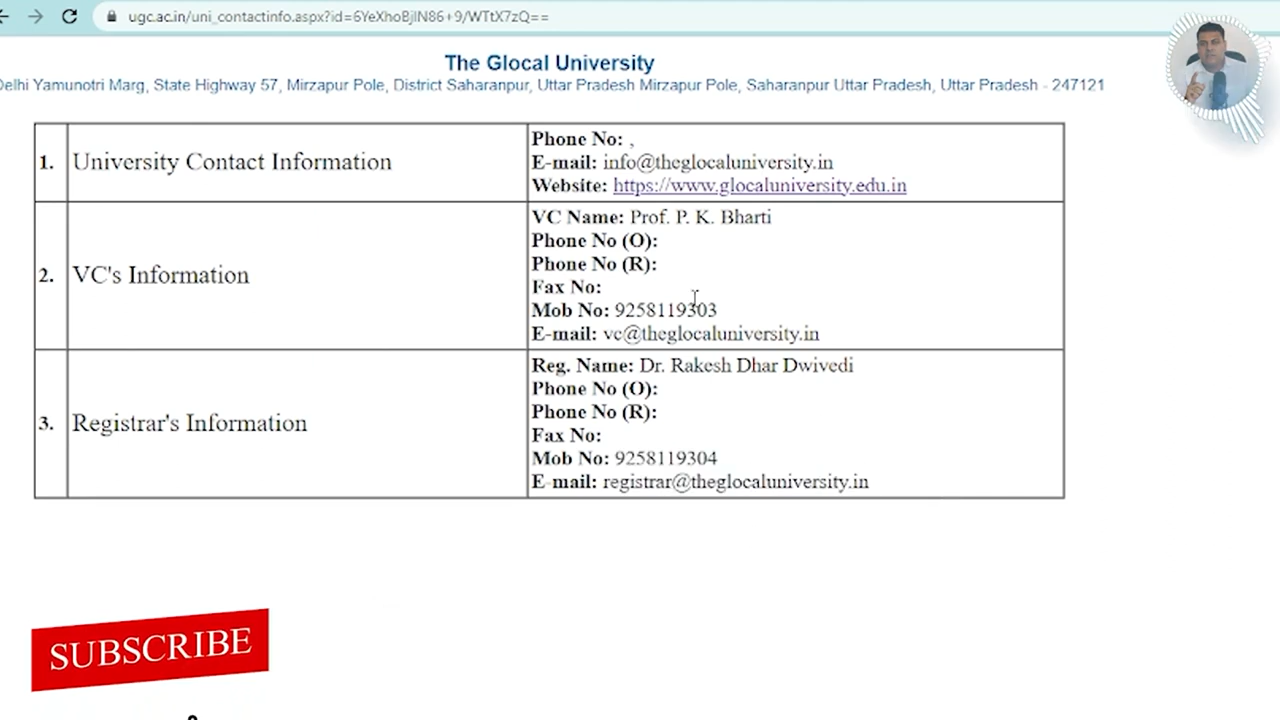 ugc.ac.in/uni_contactinfo.aspx?id=6YeXhoBjlN86+9/WTtX7zQ==
The Glocal University
Delhi Yamunotri Marg, State Highway 57, Mirzapur Pole, District Saharanpur, Uttar Pradesh Mirzapur Pole, Saharanpur Uttar Pradesh, Uttar Pradesh - 247121
1. University Contact Information
Phone No: ,
E-mail: info@theglocaluniversity.in
Website: https://www.glocaluniversity.edu.in
2. VC's Information
VC Name: Prof. P. K. Bharti
Phone No (O):
Phone No (R):
Fax No:
Mob No: 9258119303
E-mail: vc@theglocaluniversity.in
3. Registrar's Information
Reg. Name: Dr. Rakesh Dhar Dwivedi
Phone No (O):
Phone No (R):
Fax No:
Mob No: 9258119304
E-mail: registrar@theglocaluniversity.in
SUBSCRIBE